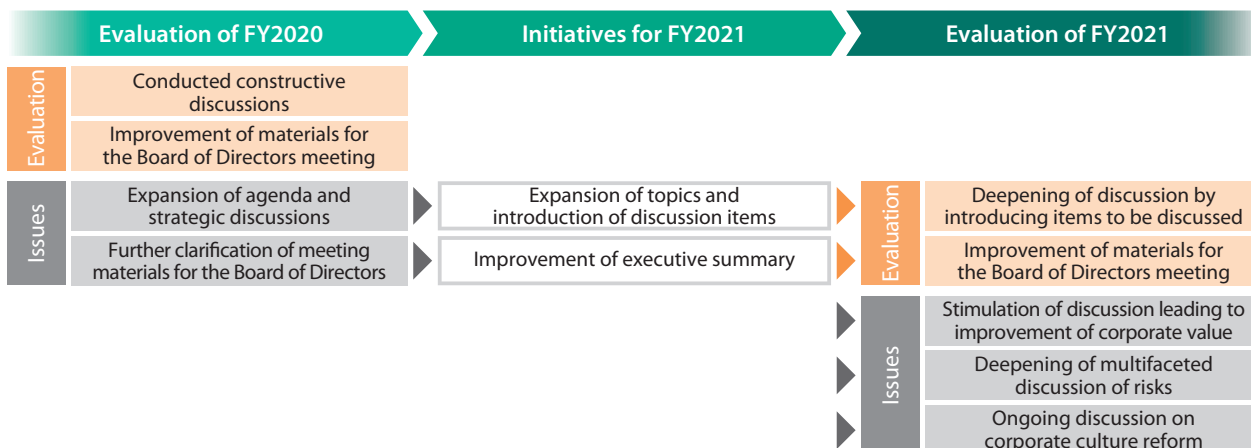 Evaluation of FY2020
Initiatives for FY2021
Evaluation of FY2021
Evaluation
Conducted constructive
discussions
Improvement of materials for
the Board of Directors meeting
Issues
Expansion of agenda and
strategic discussions
Further clarification of meeting
materials for the Board of Directors
Expansion of topics and
introduction of discussion items
Improvement of executive summary
Evaluation
Deepening of discussion by
introducing items to be discussed
Improvement of materials for
the Board of Directors meeting
Issues
Stimulation of discussion leading to
improvement of corporate value
Deepening of multifaceted
discussion of risks
Ongoing discussion on
corporate culture reform